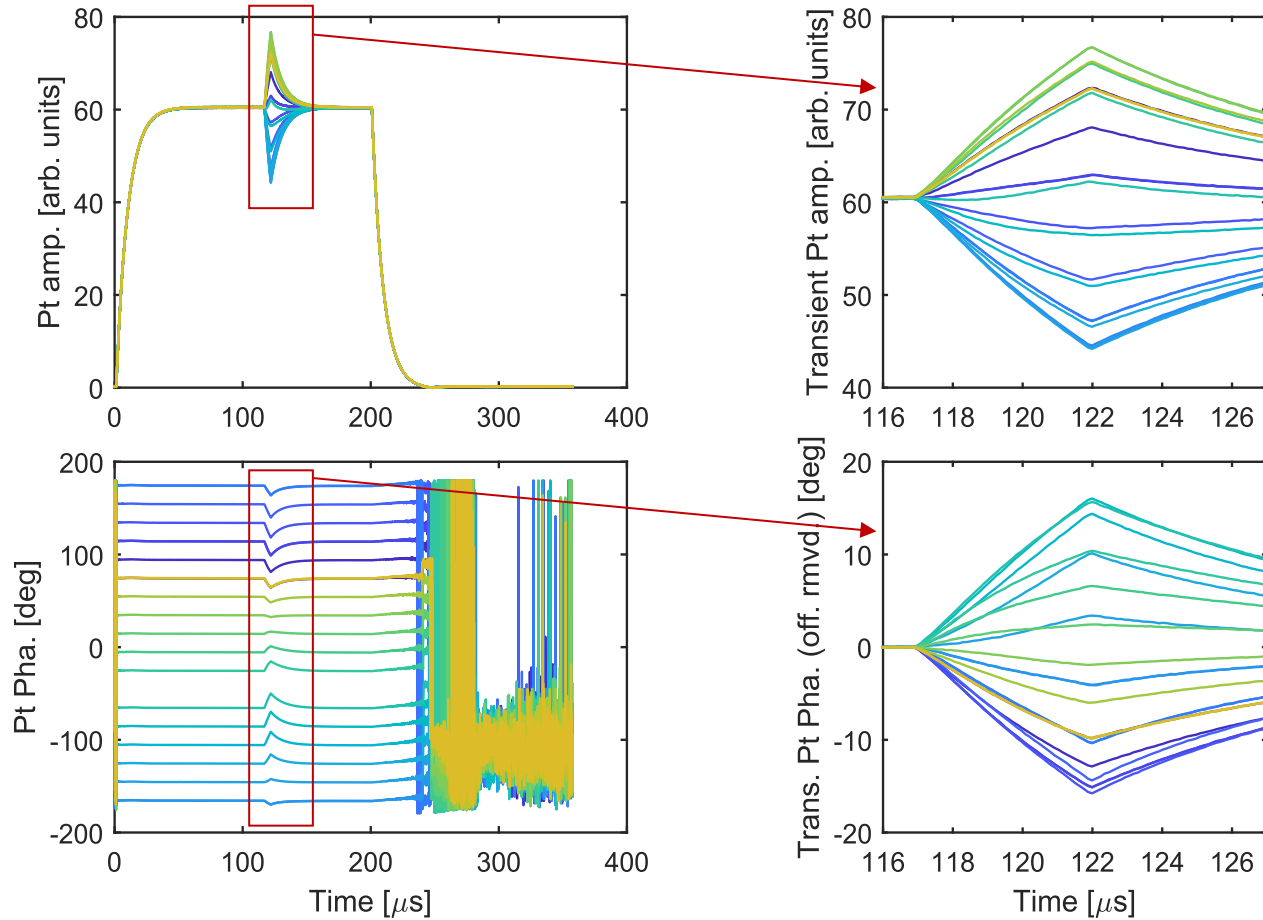 80
60
40
20
0
0 100 200 300 400
Pt amp. [arb. units]
80
70
60
50
40
116 118 120 122 124 126
Transient Pt amp. [arb. units]
200
100
0
-100
-200
0 100 200 300 400
Pt Pha. [deg]
Time [μs]
20
10
0
-10
-20
116 118 120 122 124 126
Trans. Pt Pha. (off. rmvd.) [deg]
Time [μs]